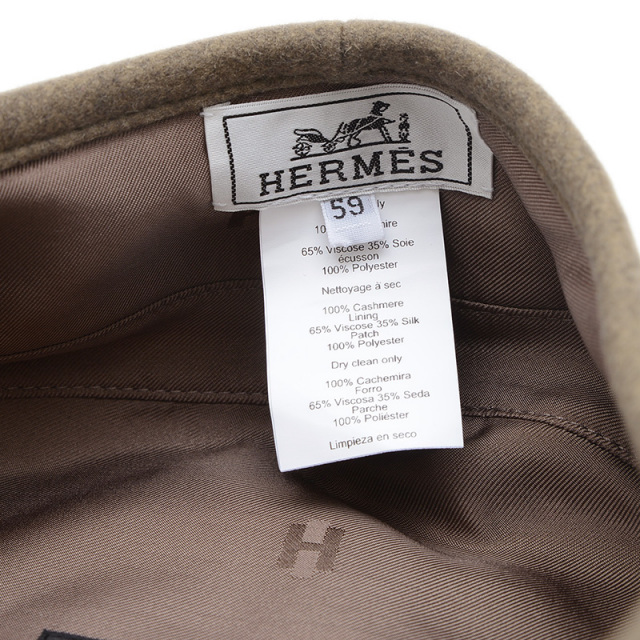 HERMÈS
59
65% Viscose 35% Soie
écusson
100% Polyester
Nettoyage à sec
100% Cashmere
Lining
65% Viscose 35% Silk
Patch
100% Polyester
Dry clean only
100% Cachemira
Forro
65% Viscosa 35% Seda
Parche
100% Poliéster
Limpieza en seco
H